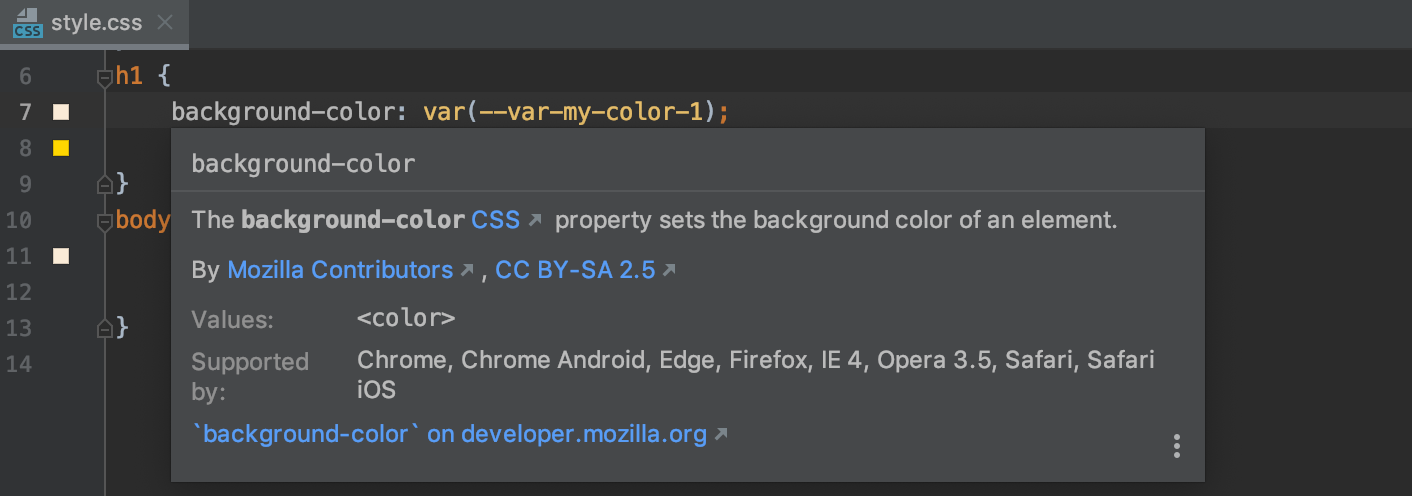 CSS style.css
6 h1 {
7 background-color: var(--var-my-color-1);
8
background-color
9 }
The background-color CSS property sets the background color of an element.
10 body
11
By Mozilla Contributors , CC BY-SA 2.5
12
Values: <color>
13 }
Supported by: Chrome, Chrome Android, Edge, Firefox, IE 4, Opera 3.5, Safari, Safari iOS
14
`background-color` on developer.mozilla.org